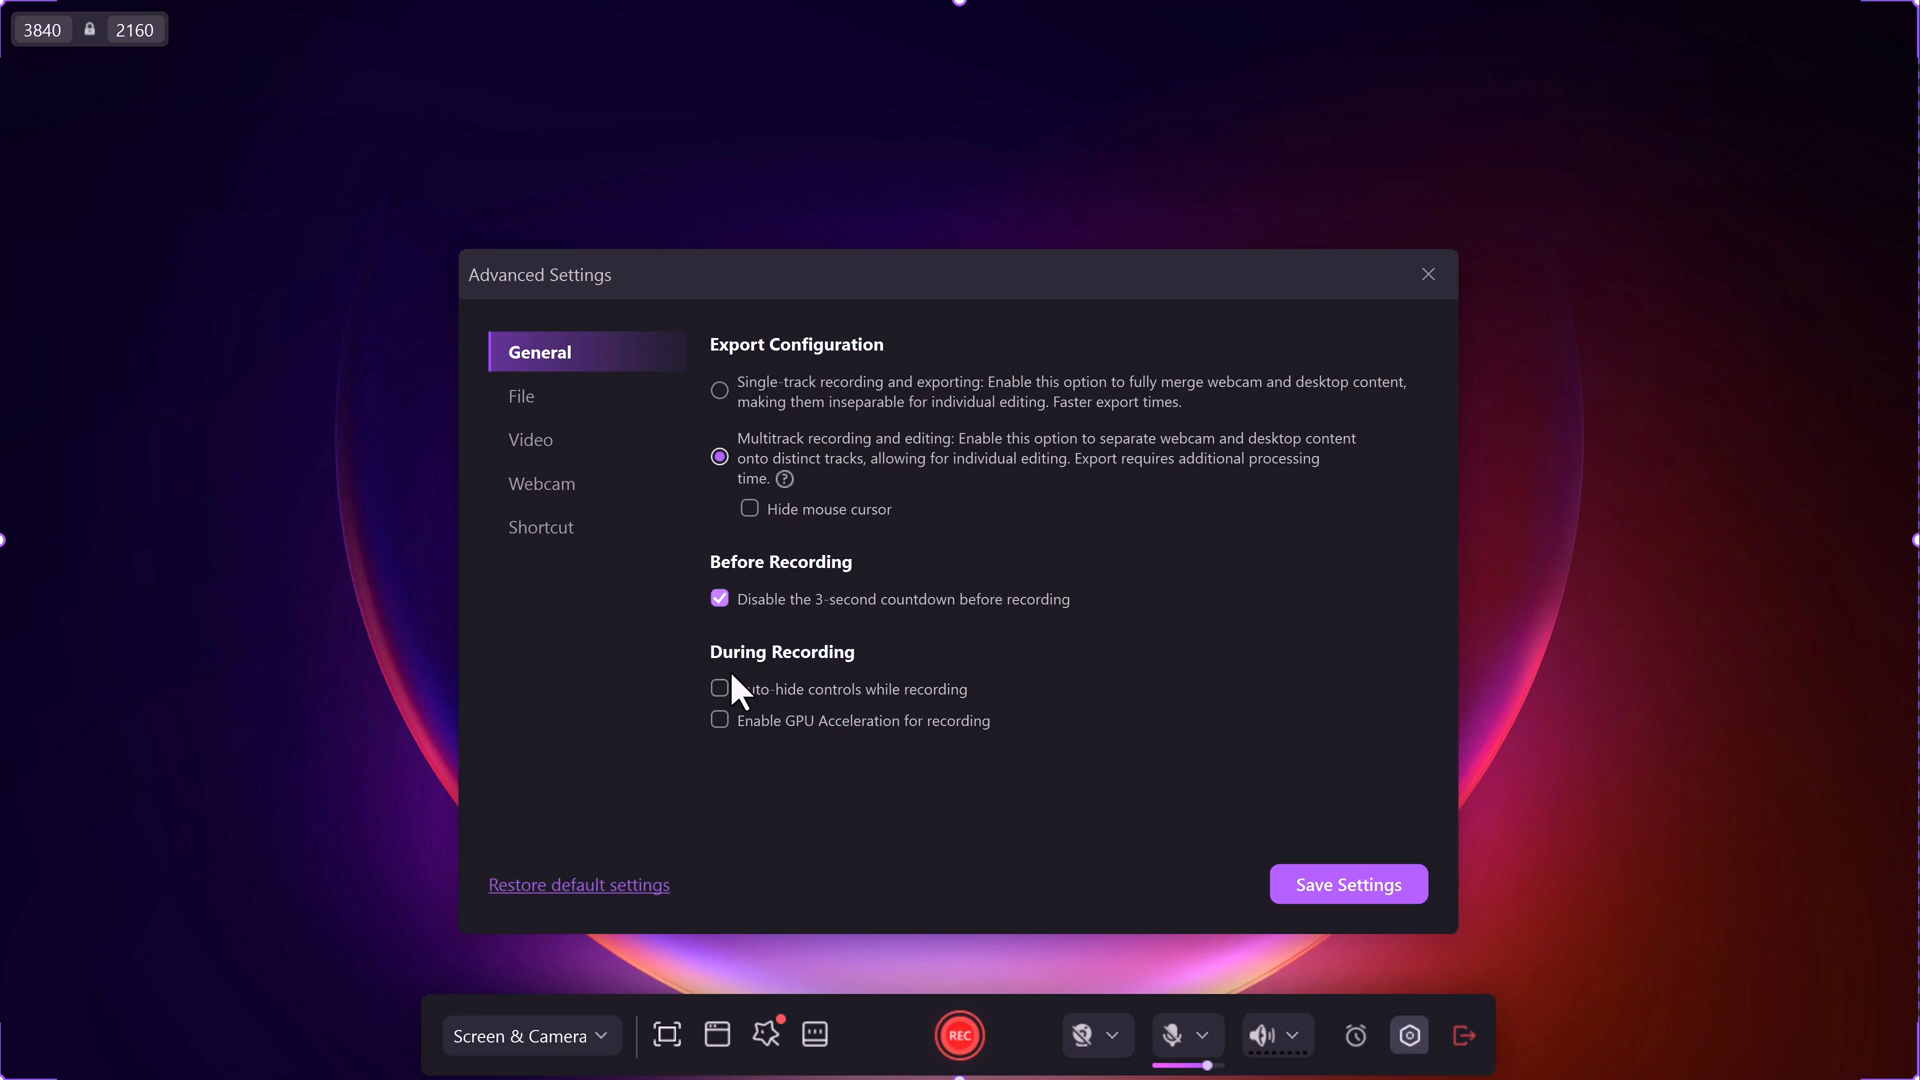 3840 2160
Advanced Settings
General
File
Video
Webcam
Shortcut
Export Configuration
Single-track recording and exporting: Enable this option to fully merge webcam and desktop content,
making them inseparable for individual editing. Faster export times.
Multitrack recording and editing: Enable this option to separate webcam and desktop content
onto distinct tracks, allowing for individual editing. Export requires additional processing
time. ?
Hide mouse cursor
Before Recording
Disable the 3-second countdown before recording
During Recording
to-hide controls while recording
Enable GPU Acceleration for recording
Restore default settings
Save Settings
Screen & Camera
REC